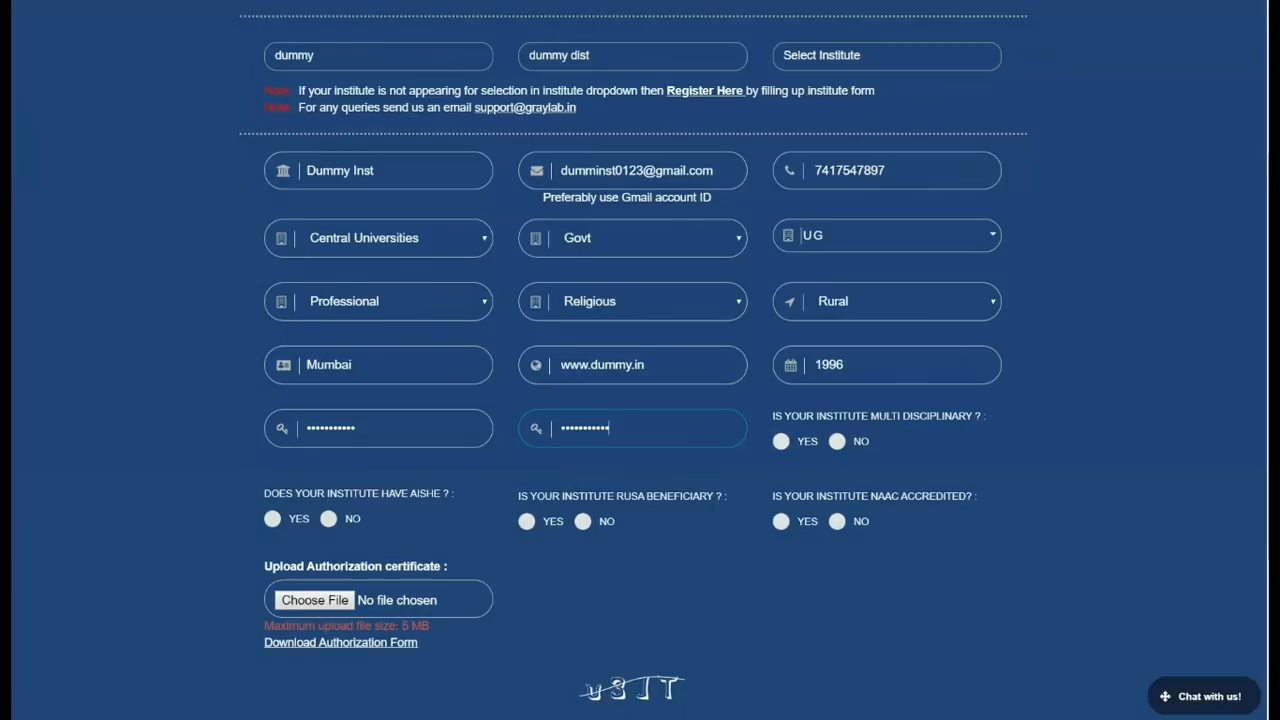 dummy dummy dist Select Institute
Note: If your institute is not appearing for selection in institute dropdown then Register Here by filling up institute form
Note: For any queries send us an email support@graylab.in
Dummy Inst dumminst0123@gmail.com 7417547897
Preferably use Gmail account ID
Central Universities Govt UG
Professional Religious Rural
Mumbai www.dummy.in 1996
IS YOUR INSTITUTE MULTI DISCIPLINARY ? :
YES NO
DOES YOUR INSTITUTE HAVE AISHE ? : IS YOUR INSTITUTE RUSA BENEFICIARY ? : IS YOUR INSTITUTE NAAC ACCREDITED? :
YES NO YES NO YES NO
Upload Authorization certificate :
Choose File No file chosen
Maximum upload file size: 5 MB
Download Authorization Form
Chat with us!